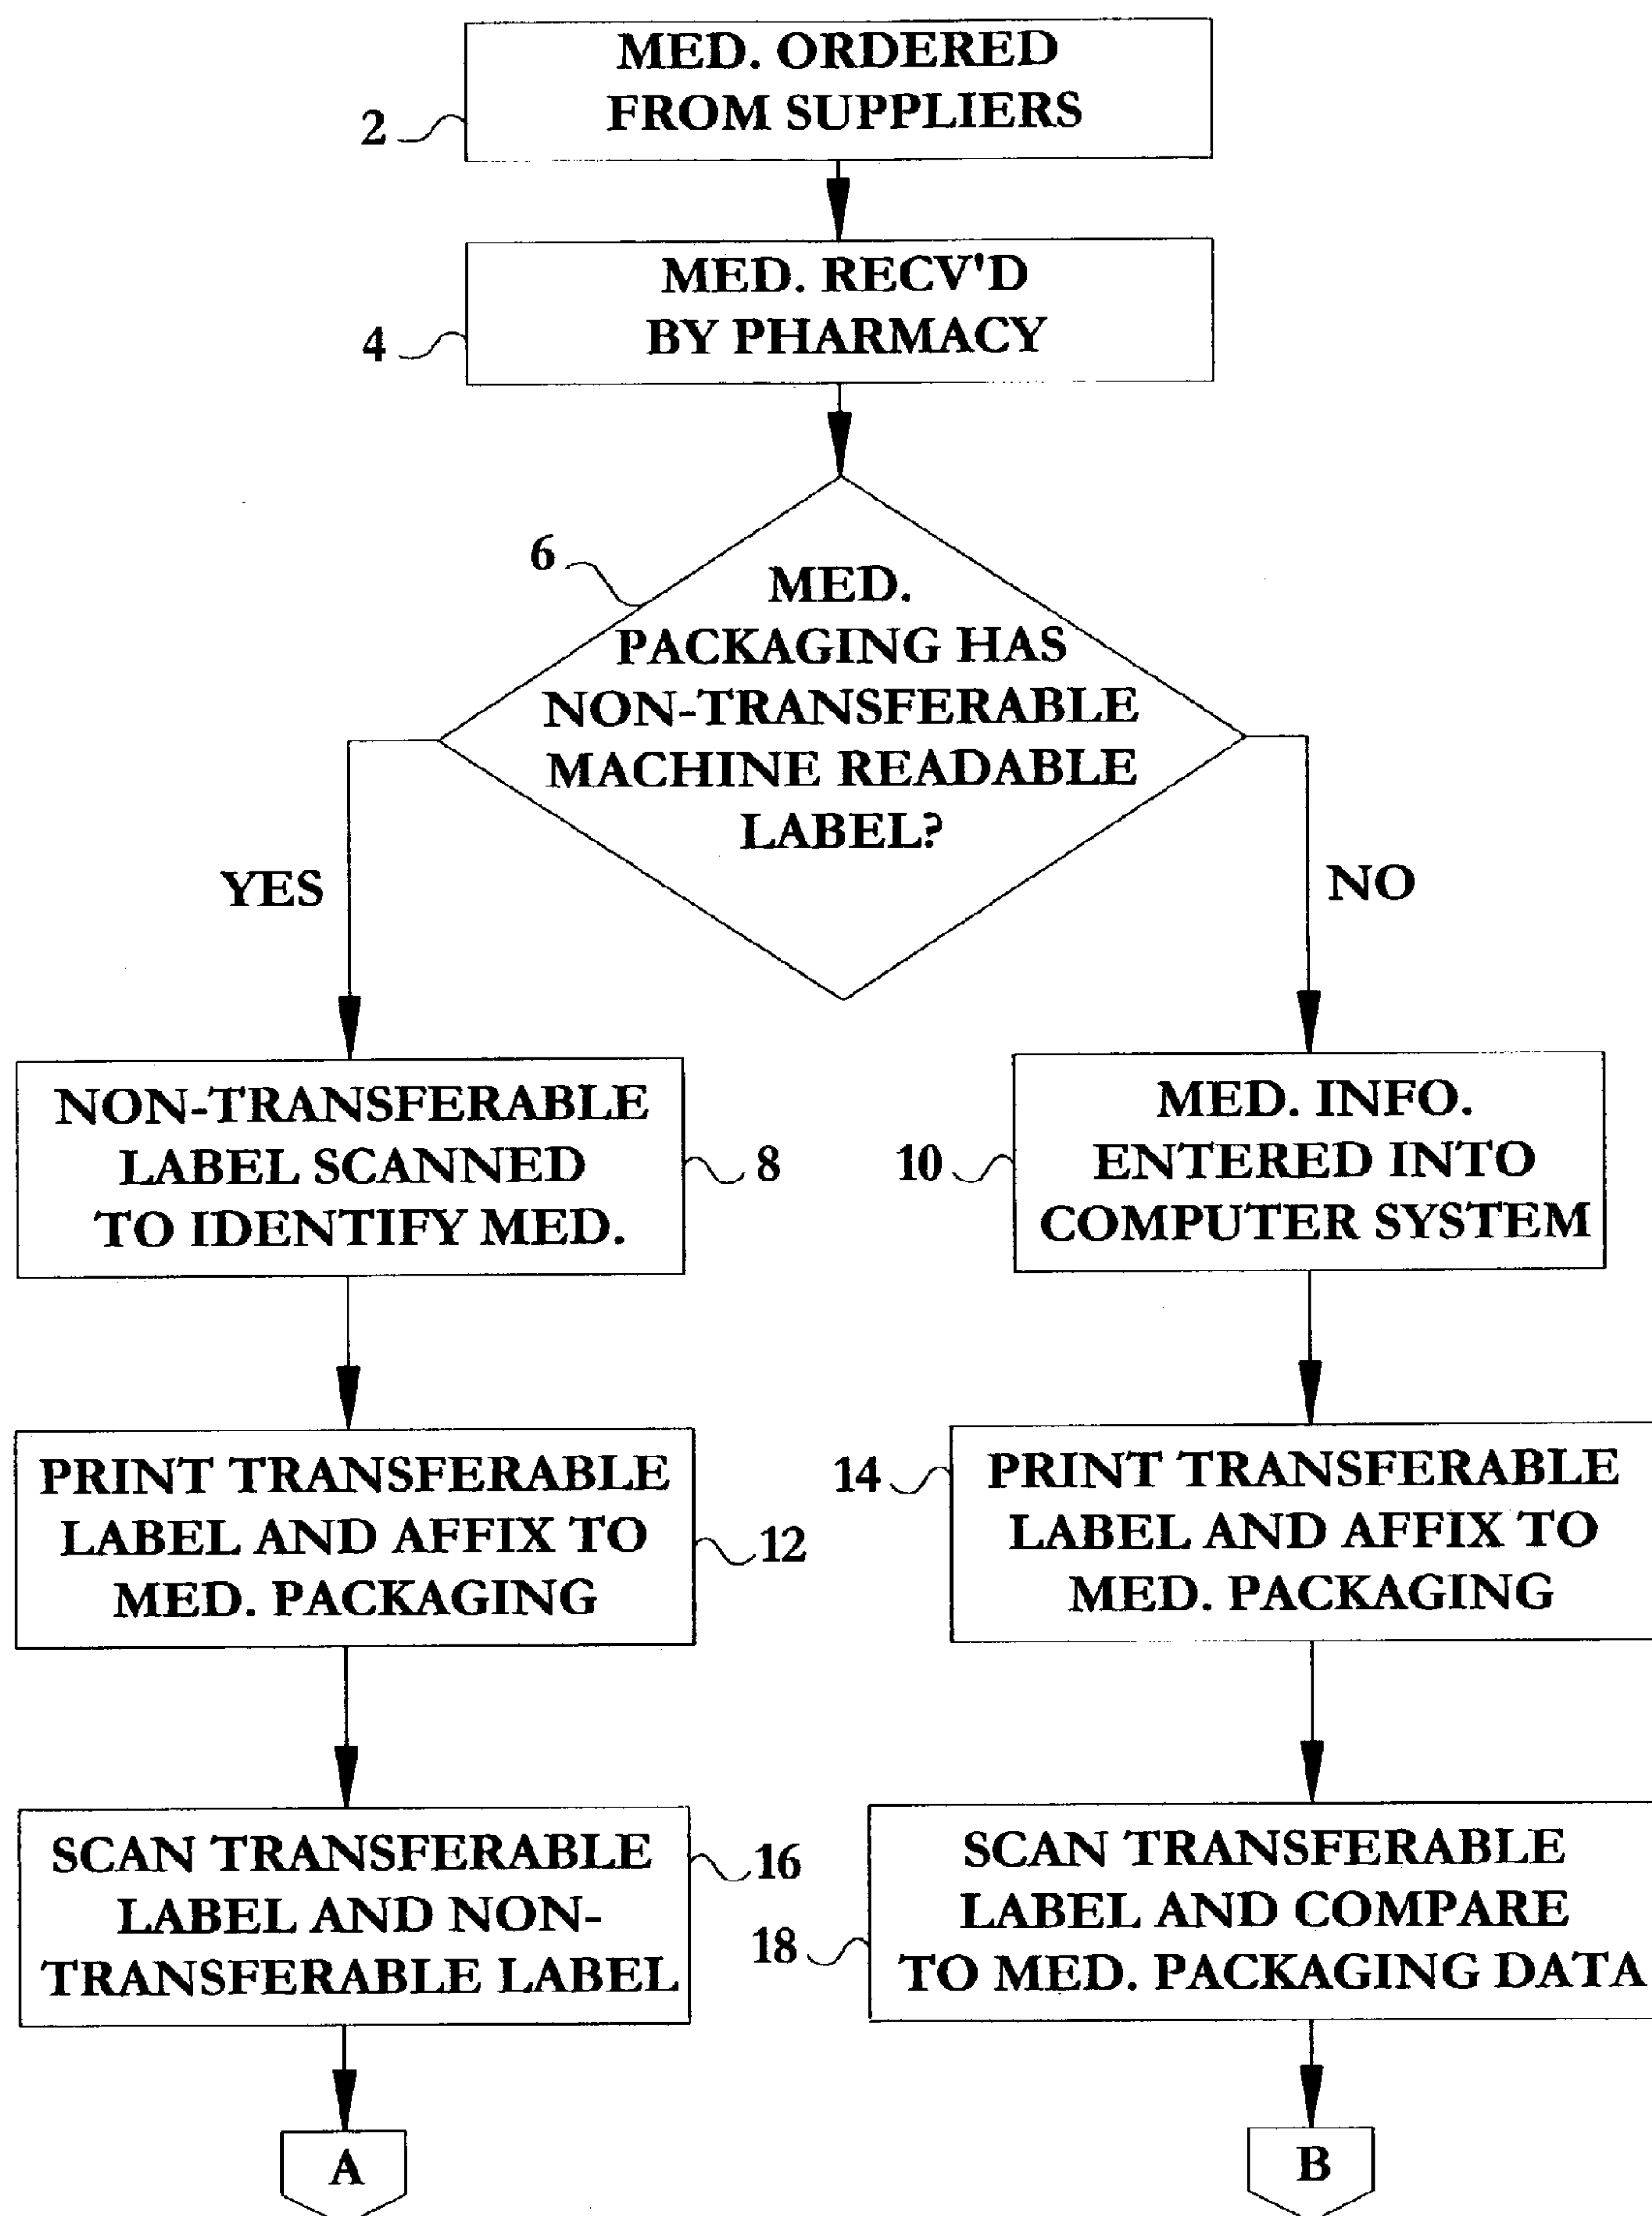 MED. ORDERED
FROM SUPPLIERS
2
MED. RECV'D
BY PHARMACY
4
6
MED.
PACKAGING HAS
NON-TRANSFERABLE
MACHINE READABLE
LABEL?
YES
NO
NON-TRANSFERABLE
LABEL SCANNED
TO IDENTIFY MED.
8
10
MED. INFO.
ENTERED INTO
COMPUTER SYSTEM
PRINT TRANSFERABLE
LABEL AND AFFIX TO
MED. PACKAGING
12
14
PRINT TRANSFERABLE
LABEL AND AFFIX TO
MED. PACKAGING
SCAN TRANSFERABLE
LABEL AND NON-
TRANSFERABLE LABEL
16
18
SCAN TRANSFERABLE
LABEL AND COMPARE
TO MED. PACKAGING DATA
A
B